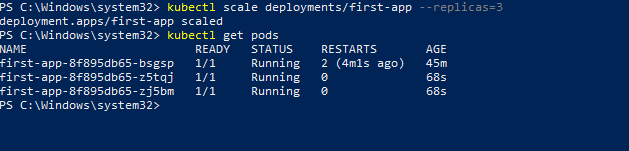 PS C:\Windows\system32> kubectl scale deployments/first-app --replicas=3
deployment.apps/first-app scaled
PS C:\Windows\system32> kubectl get pods
NAME                         READY   STATUS    RESTARTS       AGE
first-app-8f895db65-bsgsp    1/1     Running   2 (4m1s ago)   45m
first-app-8f895db65-z5tqj    1/1     Running   0              68s
first-app-8f895db65-zj5bm    1/1     Running   0              68s
PS C:\Windows\system32>